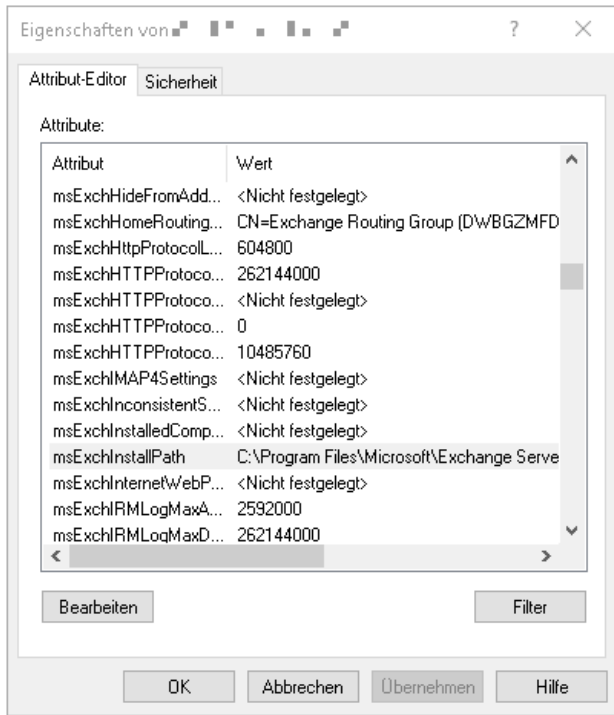 Eigenschaften von
?
Attribut-Editor Sicherheit
Attribute:
Attribut Wert
msExchHideFromAdd... <Nicht festgelegt>
msExchHomeRouting... CN=Exchange Routing Group (DWBGZMFD
msExchHttpProtocolL... 604800
msExchHTTPProtoco... 262144000
msExchHTTPProtoco... <Nicht festgelegt>
msExchHTTPProtoco... 0
msExchHTTPProtoco... 10485760
msExchIMAP4Settings <Nicht festgelegt>
msExchInconsistentS... <Nicht festgelegt>
msExchInstalledComp... <Nicht festgelegt>
msExchInstallPath C:\Program Files\Microsoft\Exchange Serve
msExchInternetWebP... <Nicht festgelegt>
msExchIRMLogMaxA... 2592000
msExchIRMLogMaxD... 262144000
Bearbeiten Filter
OK Abbrechen Übernehmen Hilfe